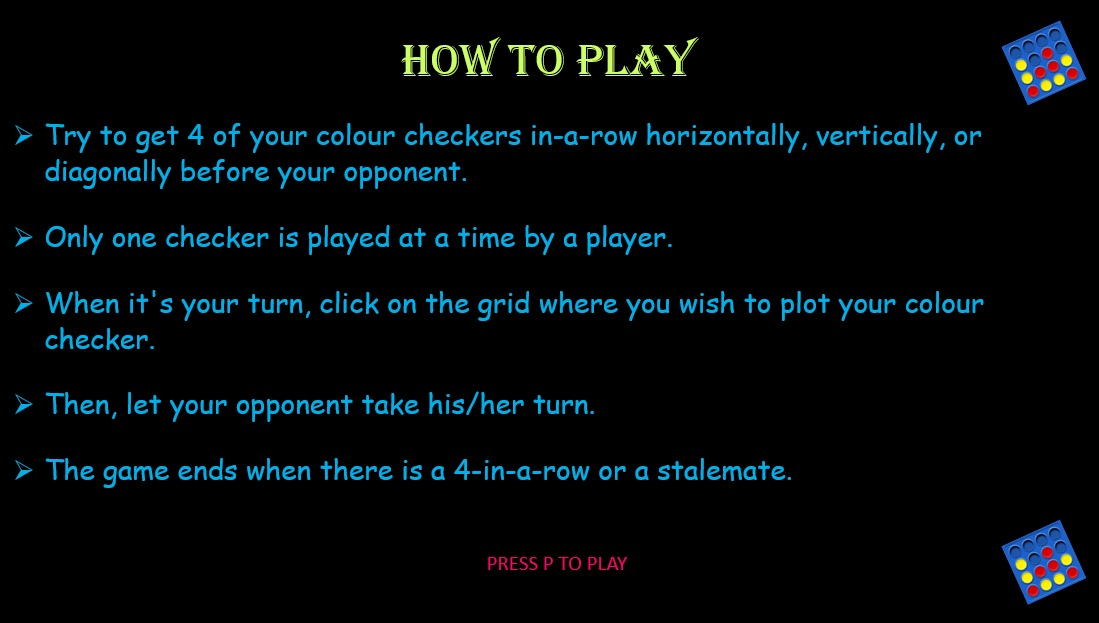 HOW TO PLAY
➢ Try to get 4 of your colour checkers in-a-row horizontally, vertically, or
diagonally before your opponent.
➢ Only one checker is played at a time by a player.
➢ When it's your turn, click on the grid where you wish to plot your colour
checker.
➢ Then, let your opponent take his/her turn.
➢ The game ends when there is a 4-in-a-row or a stalemate.
PRESS P TO PLAY